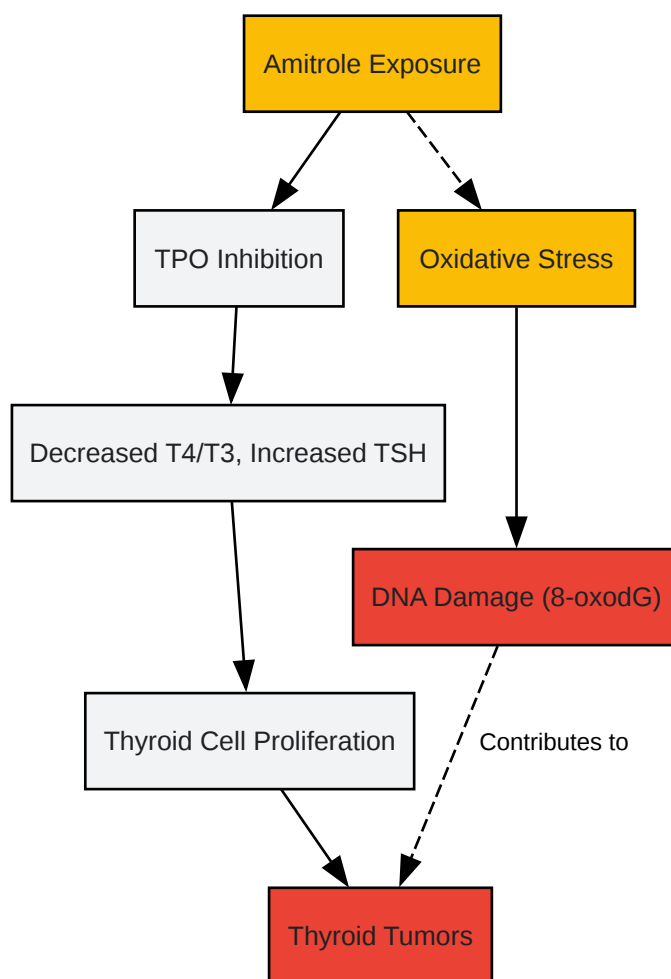 Amitrole Exposure
TPO Inhibition
Oxidative Stress
Decreased T4/T3, Increased TSH
DNA Damage (8-oxodG)
Thyroid Cell Proliferation
Contributes to
Thyroid Tumors